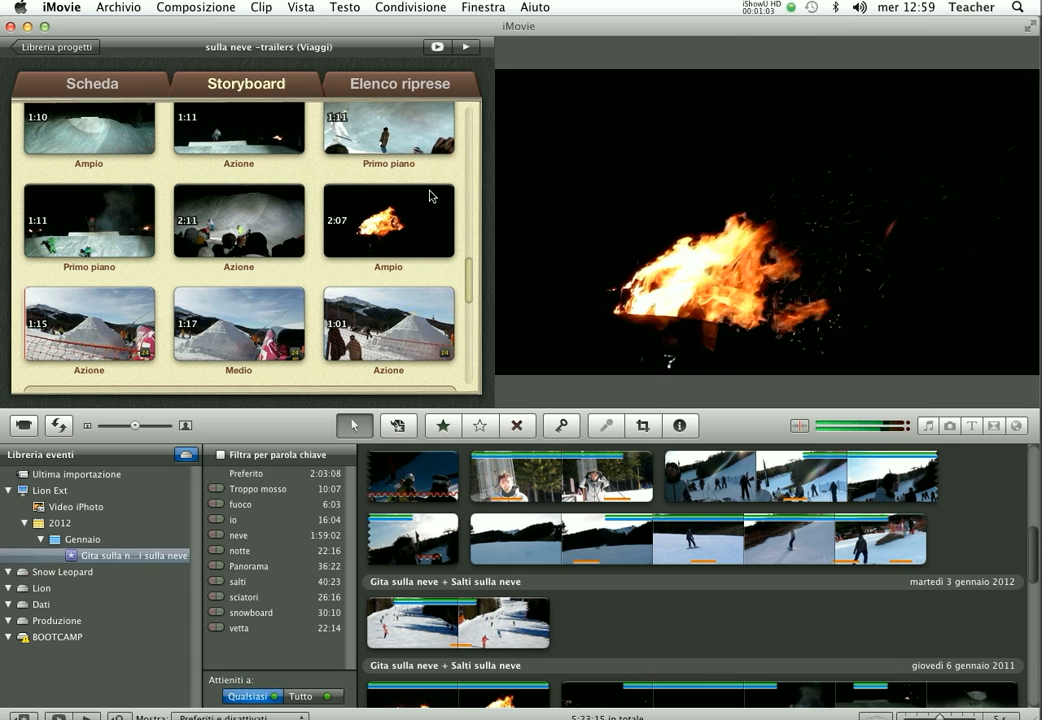 iMovie Archivio Composizione Clip Vista Testo Condivisione Finestra Aiuto iShowU HD 00:01:03 mer 12:59 Teacher
iMovie
Libreria progetti sulla neve -trailers (Viaggi)
Scheda Storyboard Elenco riprese
1:10 1:11 1:11
Ampio Azione Primo piano
1:11 2:11 2:07
Primo piano Azione Ampio
1:15 1:17 1:01
24 24 24
Azione Medio Azione
Libreria eventi
Ultima importazione
Lion Ext
Video iPhoto
2012
Gennaio
Gita sulla n...i sulla neve
Snow Leopard
Lion
Dati
Produzione
BOOTCAMP
Filtra per parola chiave
Preferito 2:03:08
Troppo mosso 10:07
fuoco 6:03
io 16:04
neve 1:59:02
notte 22:16
Panorama 36:22
salti 40:23
sciatori 26:16
snowboard 30:10
vetta 22:14
Attieniti a:
Qualsiasi Tutto
Gita sulla neve + Salti sulla neve martedì 3 gennaio 2012
Gita sulla neve + Salti sulla neve giovedì 6 gennaio 2011
Mostra: Preferiti e disattivati 5:23:15 in totale 5 s